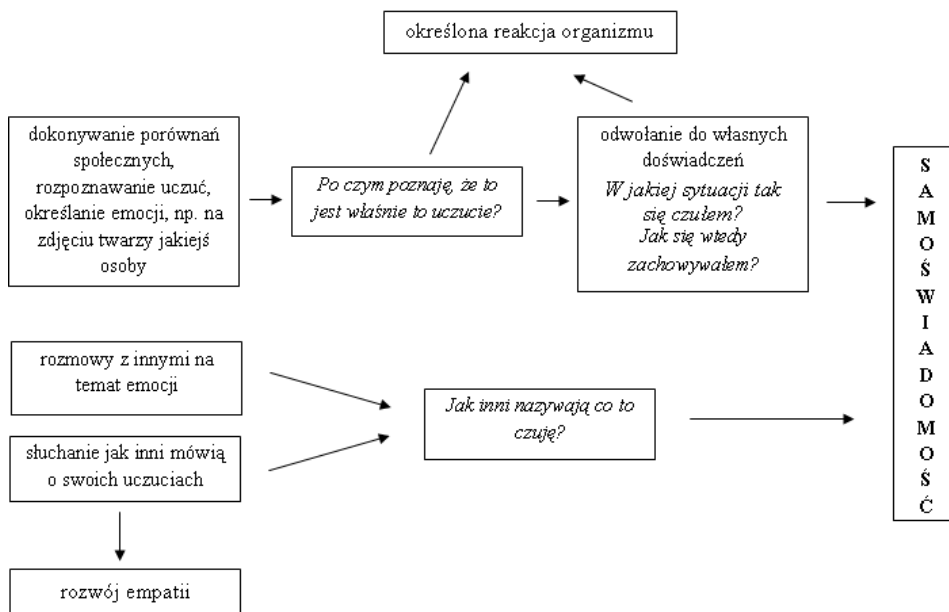 określona reakcja organizmu
dokonywanie porównań
społecznych,
rozpoznawanie uczuć,
określanie emocji, np. na
zdjęciu twarzy jakiejś
osoby
Po czym poznaję, że to
jest właśnie to uczucie?
odwołanie do własnych
doświadczeń
W jakiej sytuacji tak
się czułem?
Jak się wtedy
zachowywałem?
S
A
M
O
Ś
W
I
A
D
O
M
O
Ś
Ć
rozmowy z innymi na
temat emocji
Jak inni nazywają co to
czuję?
słuchanie jak inni mówią
o swoich uczuciach
rozwój empatii